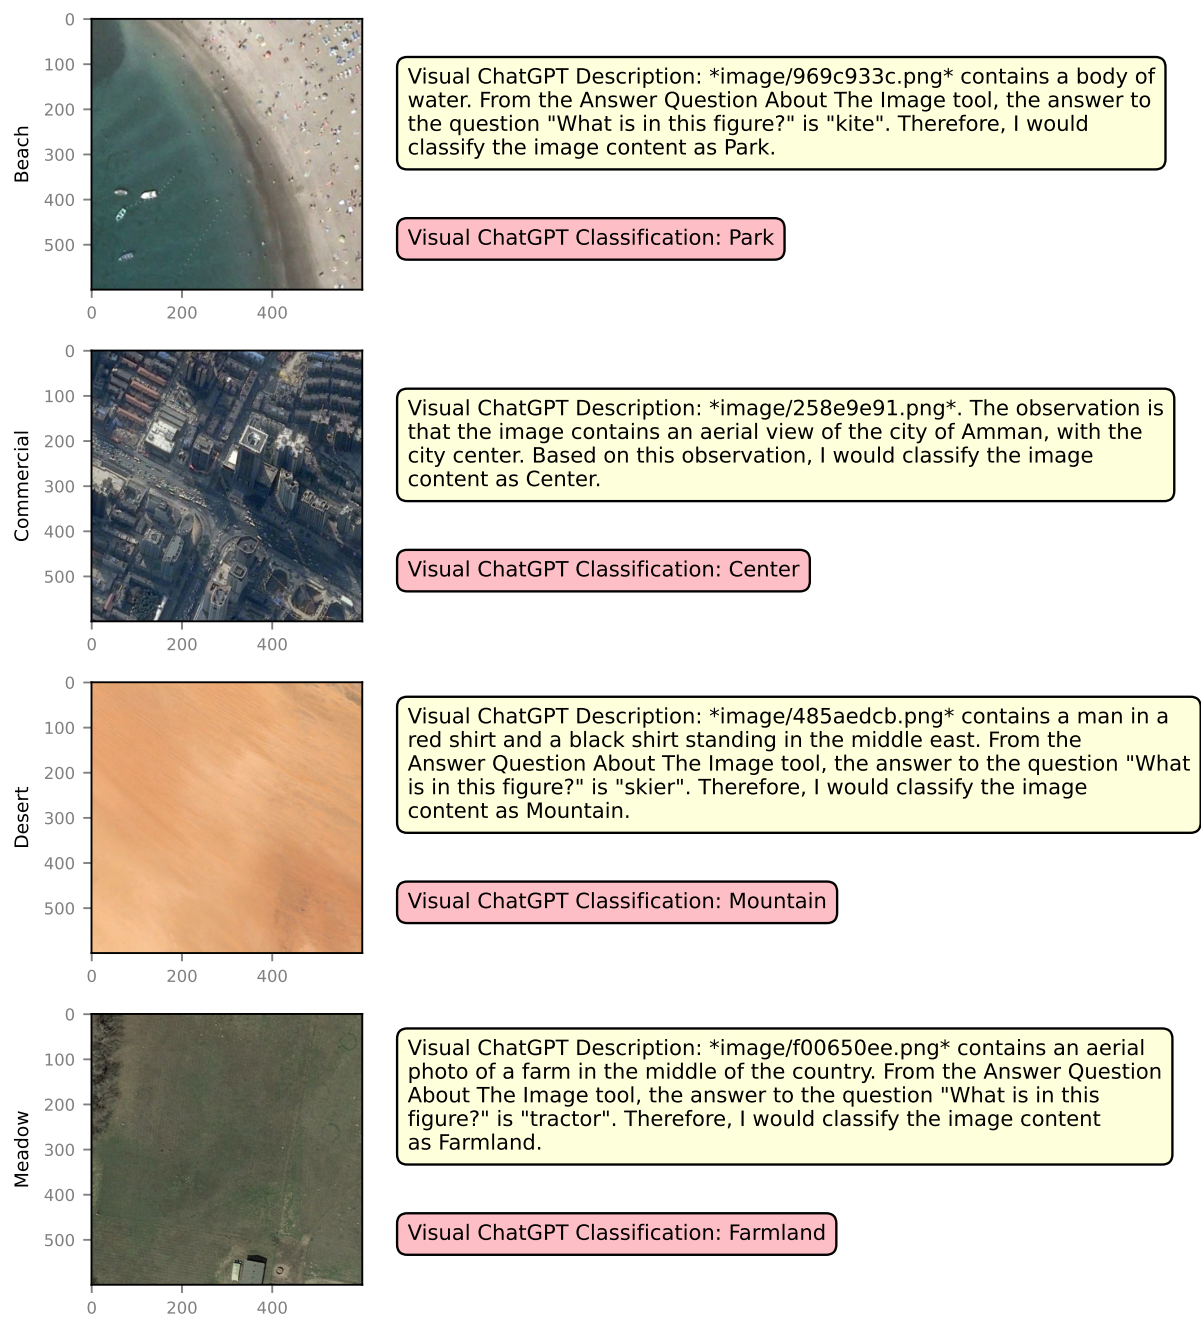 0
100
200
300
400
500
0 200 400
Beach
Visual ChatGPT Description: *image/969c933c.png* contains a body of
water. From the Answer Question About The Image tool, the answer to
the question "What is in this figure?" is "kite". Therefore, I would
classify the image content as Park.
Visual ChatGPT Classification: Park
0
100
200
300
400
500
0 200 400
Commercial
Visual ChatGPT Description: *image/258e9e91.png*. The observation is
that the image contains an aerial view of the city of Amman, with the
city center. Based on this observation, I would classify the image
content as Center.
Visual ChatGPT Classification: Center
0
100
200
300
400
500
0 200 400
Desert
Visual ChatGPT Description: *image/485aedcb.png* contains a man in a
red shirt and a black shirt standing in the middle east. From the
Answer Question About The Image tool, the answer to the question "What
is in this figure?" is "skier". Therefore, I would classify the image
content as Mountain.
Visual ChatGPT Classification: Mountain
0
100
200
300
400
500
0 200 400
Meadow
Visual ChatGPT Description: *image/f00650ee.png* contains an aerial
photo of a farm in the middle of the country. From the Answer Question
About The Image tool, the answer to the question "What is in this
figure?" is "tractor". Therefore, I would classify the image content
as Farmland.
Visual ChatGPT Classification: Farmland